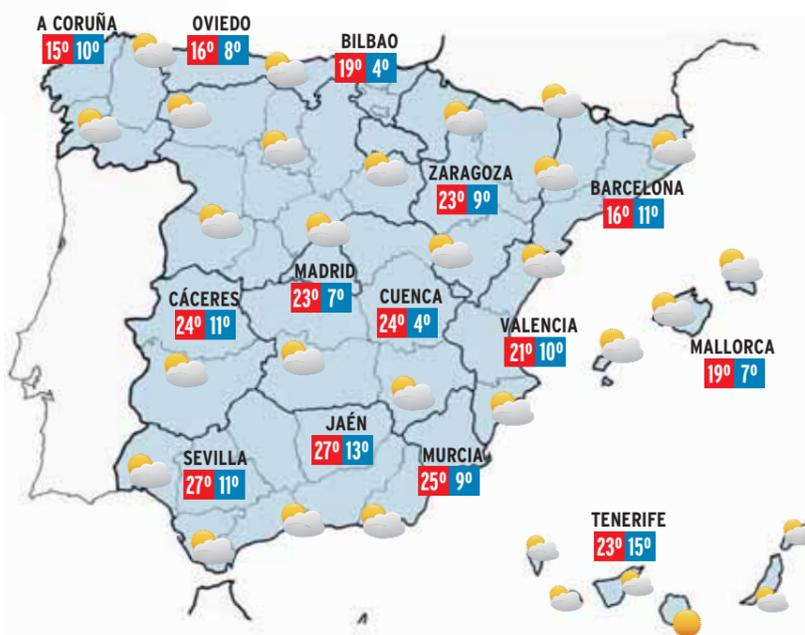 A CORUÑA
15º 10º
OVIEDO
16º 8º
BILBAO
19º 4º
ZARAGOZA
23º 9º
BARCELONA
16º 11º
MADRID
23º 7º
CÁCERES
24º 11º
CUENCA
24º 4º
VALENCIA
21º 10º
MALLORCA
19º 7º
JAÉN
27º 13º
SEVILLA
27º 11º
MURCIA
25º 9º
TENERIFE
23º 15º